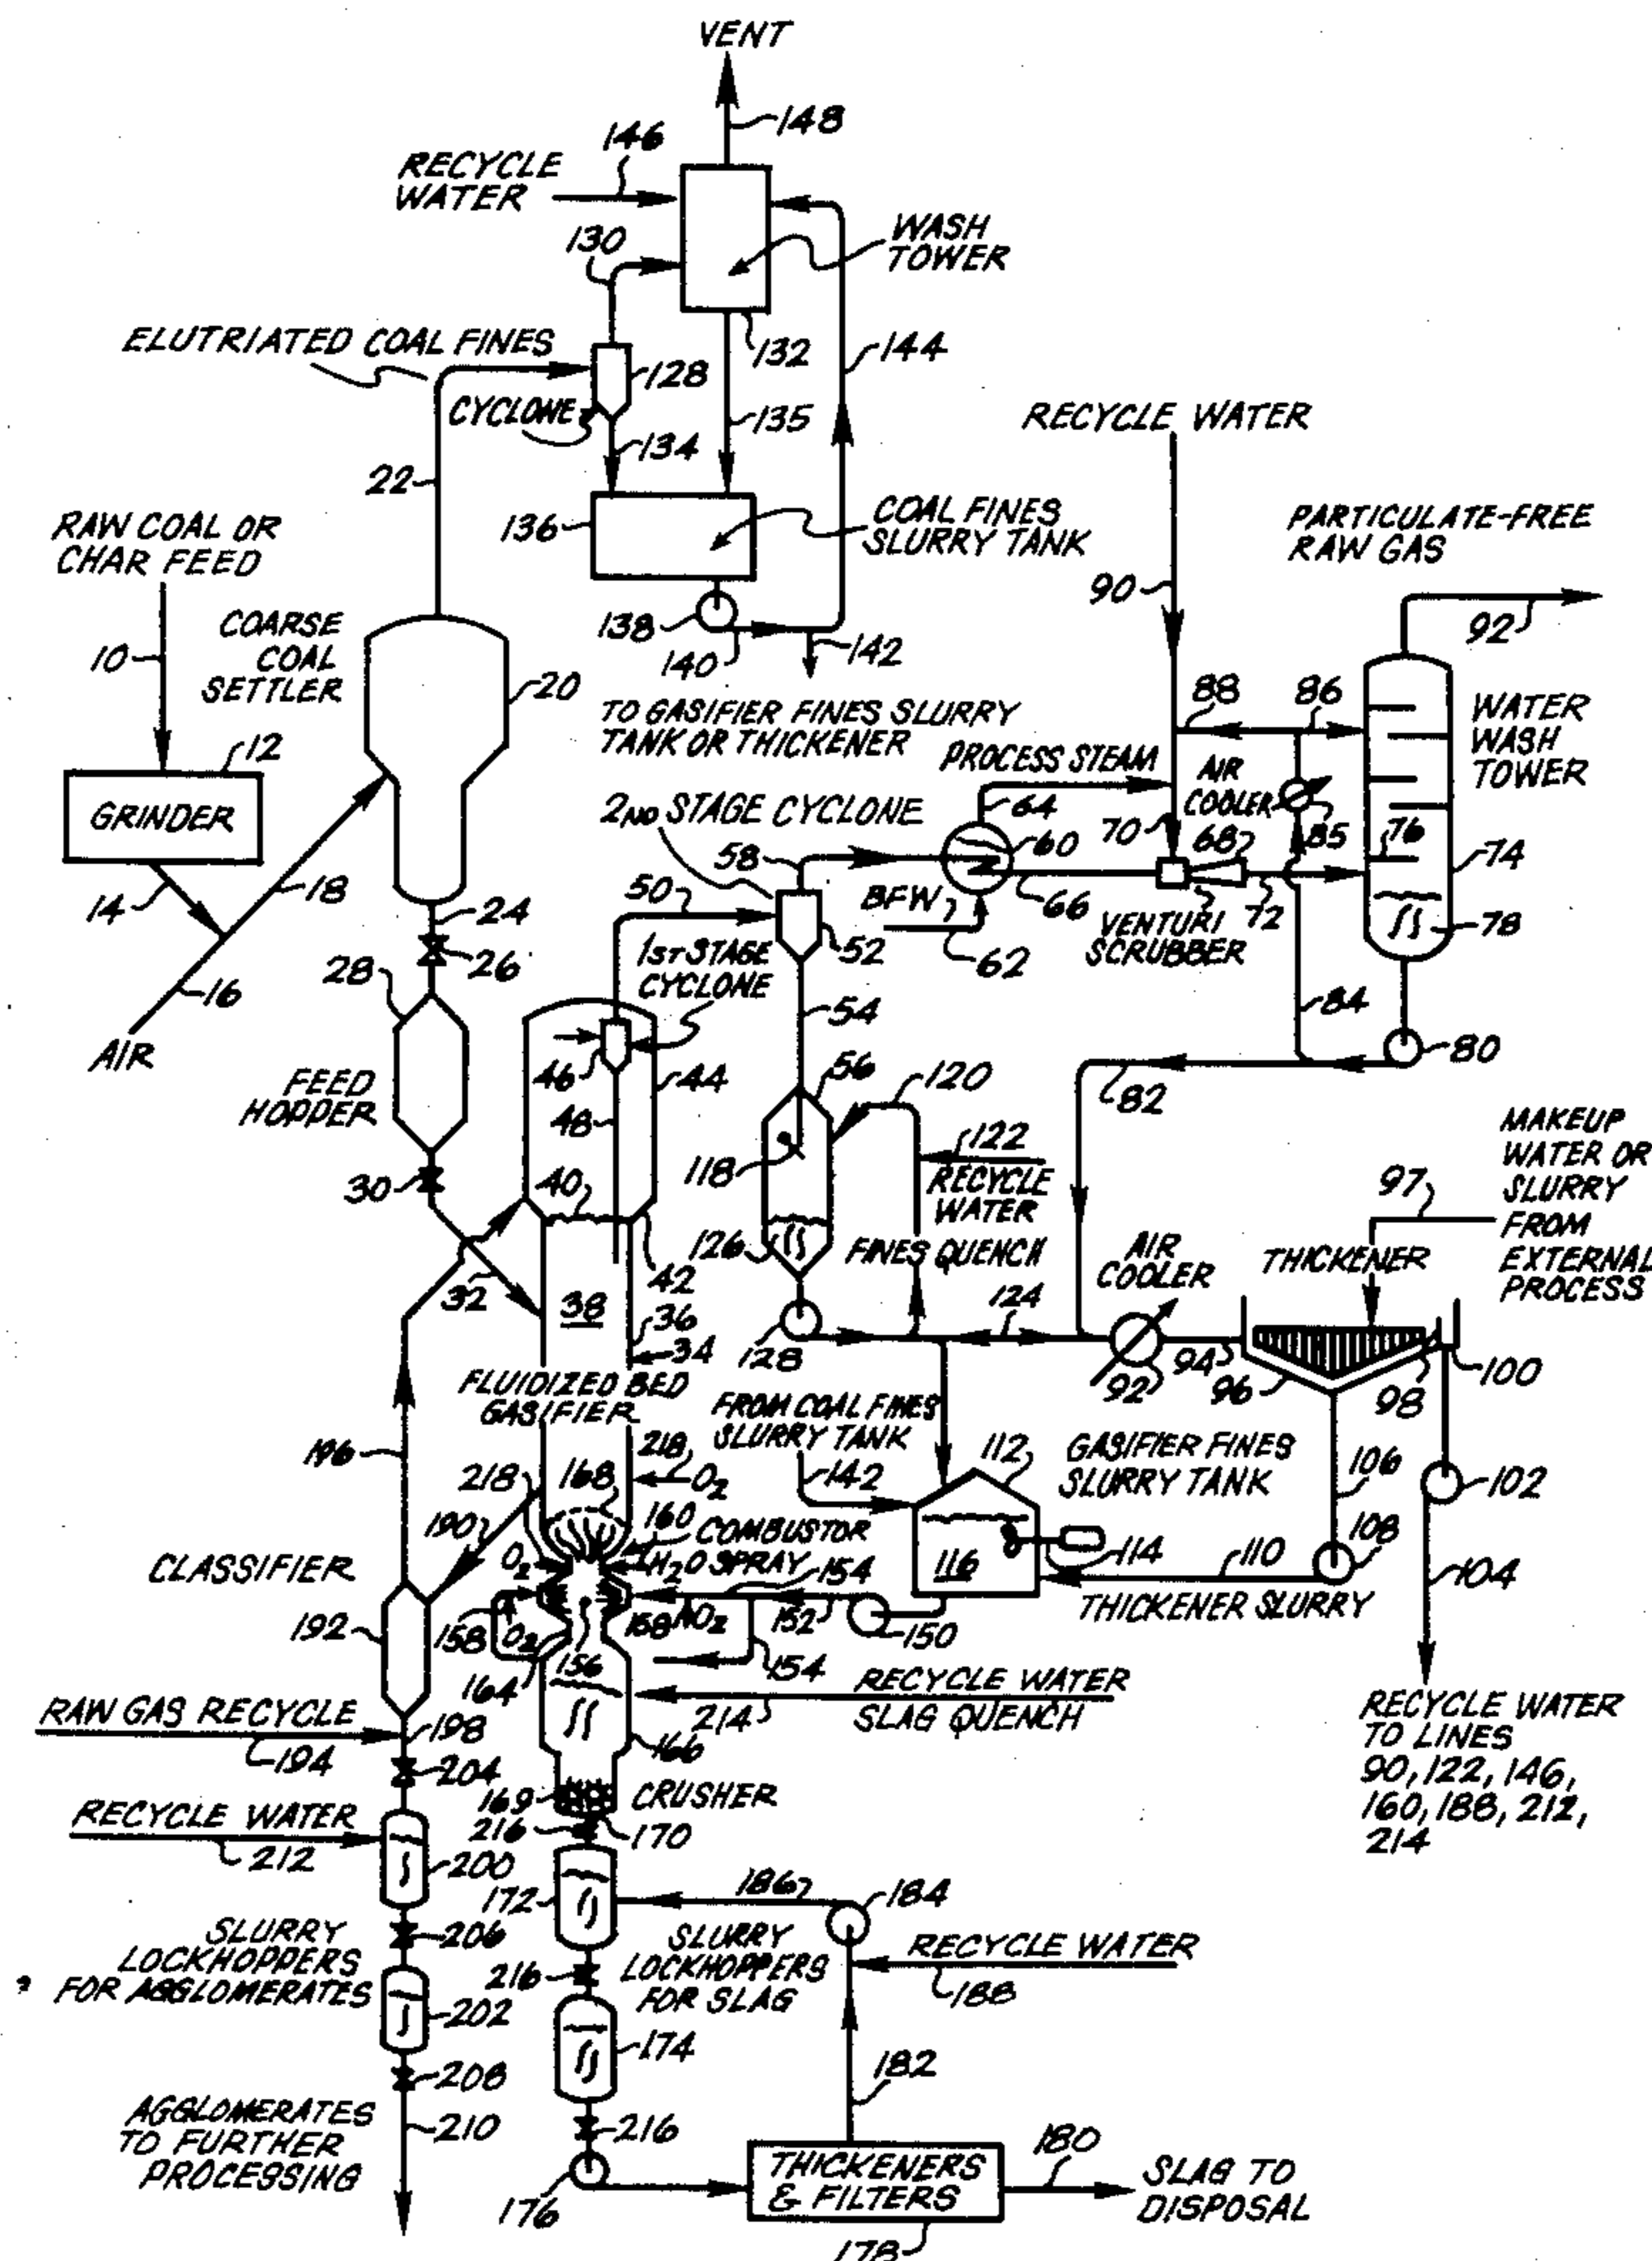 VENT
148
146
RECYCLE
WATER
130
WASH
TOWER
ELUTRIATED COAL FINES
132
144
128
CYCLONE
135
134
RECYCLE WATER
22
RAW COAL OR
CHAR FEED
136
COAL FINES
SLURRY TANK
PARTICULATE-FREE
RAW GAS
90
10
COARSE
COAL
SETTLER
138
140
142
92
20
88
86
TO GASIFIER FINES SLURRY
TANK OR THICKENER
WATER
WASH
TOWER
12
PROCESS STEAM
AIR
COOLER
GRINDER
2ND STAGE CYCLONE
64
85
58
60
70
68
76
74
14
18
50
24
BFW
66
72
78
52
VENTURI
SCRUBBER
26
1ST STAGE
CYCLONE
62
28
16
54
84
AIR
80
46
44
56
120
82
FEED
HOPPER
48
MAKEUP
WATER OR
SLURRY
FROM
EXTERNAL
PROCESS
122
118
RECYCLE
WATER
97
30
40
126
FINES QUENCH
AIR
COOLER
THICKENER
42
32
38
124
36
34
128
94
100
92
96
98
FLUIDIZED BED
GASIFIER
FROM COAL FINES
SLURRY TANK
112
GASIFIER FINES
SLURRY TANK
196
218
168
218
O2
142
106
102
160
COMBUSTOR
190
108
CLASSIFIER
O2
H2O SPRAY
154
116
114
110
104
THICKENER SLURRY
192
158
O2
158
O2
152
150
156
154
164
RECYCLE WATER
SLAG QUENCH
RAW GAS RECYCLE
198
214
RECYCLE WATER
TO LINES
90, 122, 146,
160, 188, 212,
214
194
166
204
169
CRUSHER
RECYCLE WATER
216
170
212
200
172
186
184
SLURRY
LOCKHOPPERS
FOR AGGLOMERATES
206
SLURRY
LOCKHOPPERS
FOR SLAG
RECYCLE WATER
216
188
202
174
182
208
AGGLOMERATES
TO FURTHER
PROCESSING
210
216
180
THICKENERS
& FILTERS
SLAG TO
DISPOSAL
176
178